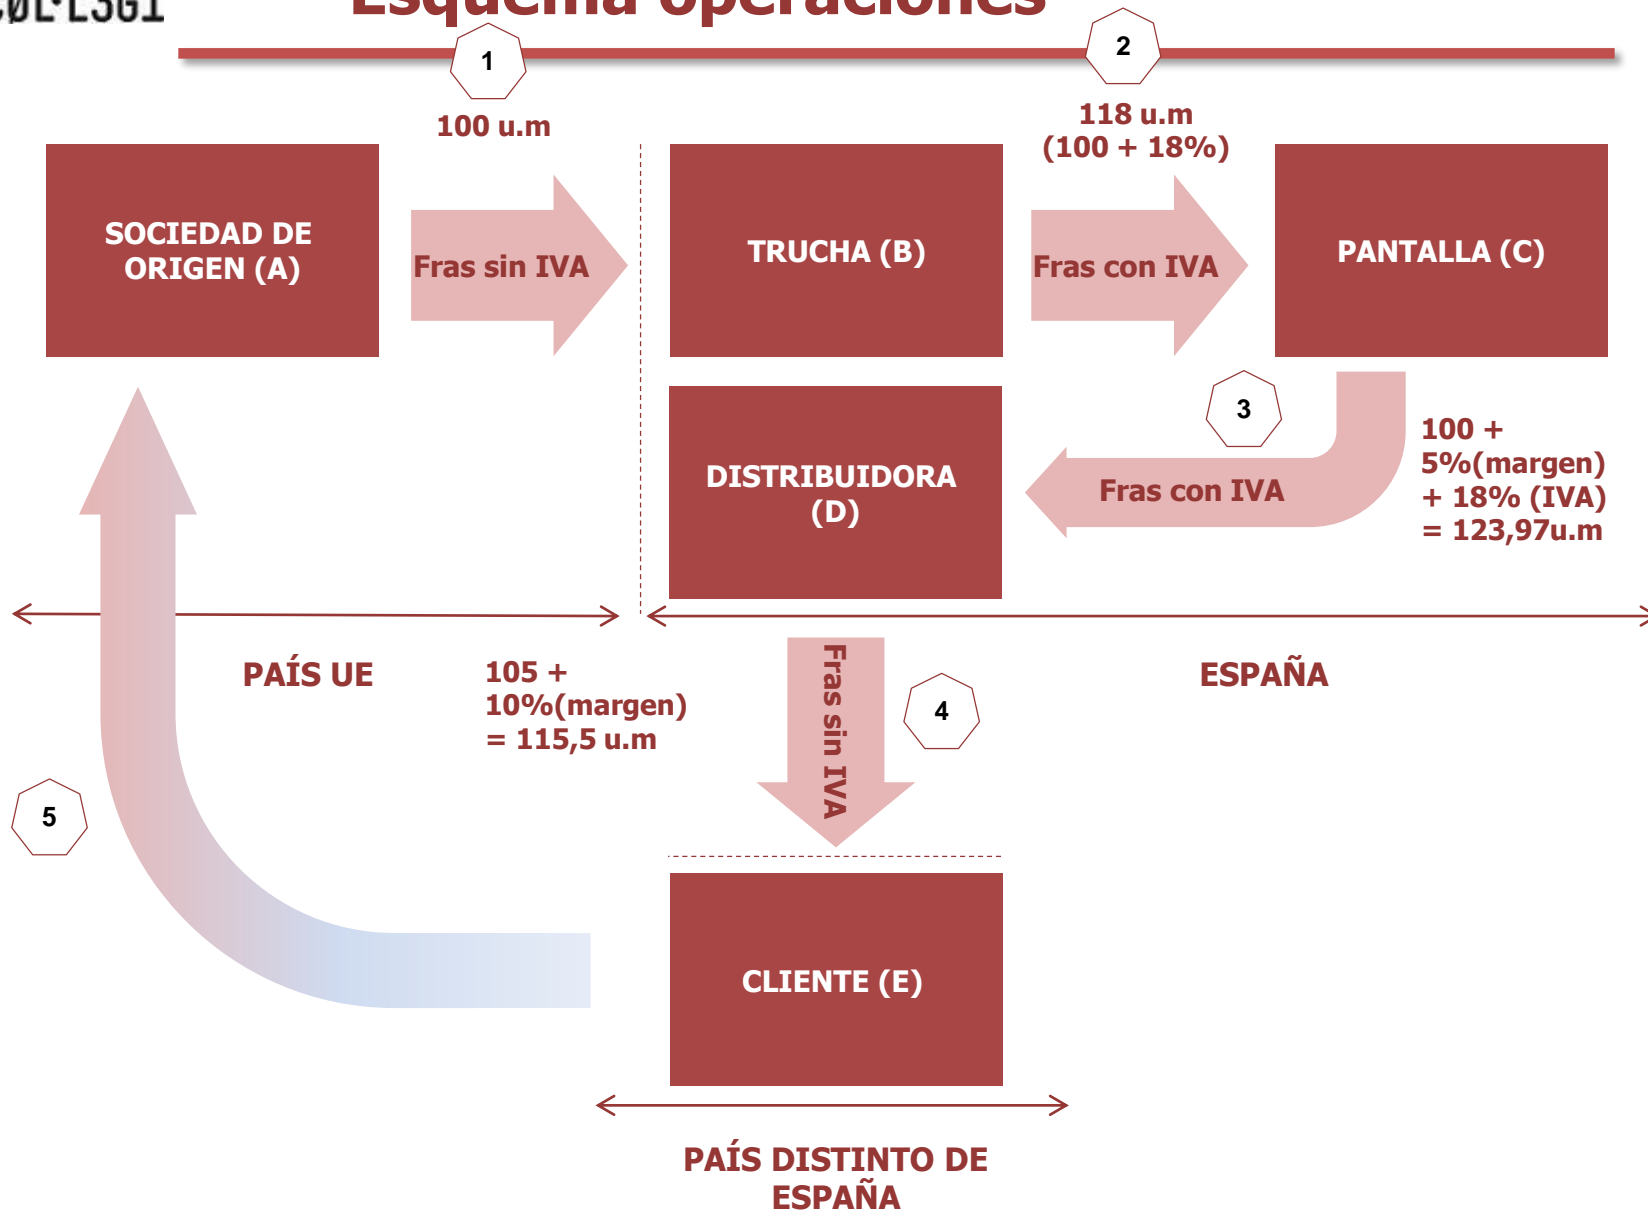 Esquema operaciones
1
2
100 u.m
118 u.m
(100 + 18%)
SOCIEDAD DE
ORIGEN (A)
Fras sin IVA
TRUCHA (B)
Fras con IVA
PANTALLA (C)
3
DISTRIBUIDORA
(D)
Fras con IVA
100 +
5%(margen)
+ 18% (IVA)
= 123,97u.m
PAÍS UE
105 +
10%(margen)
= 115,5 u.m
Fras sin IVA
4
ESPAÑA
5
CLIENTE (E)
PAÍS DISTINTO DE
ESPAÑA